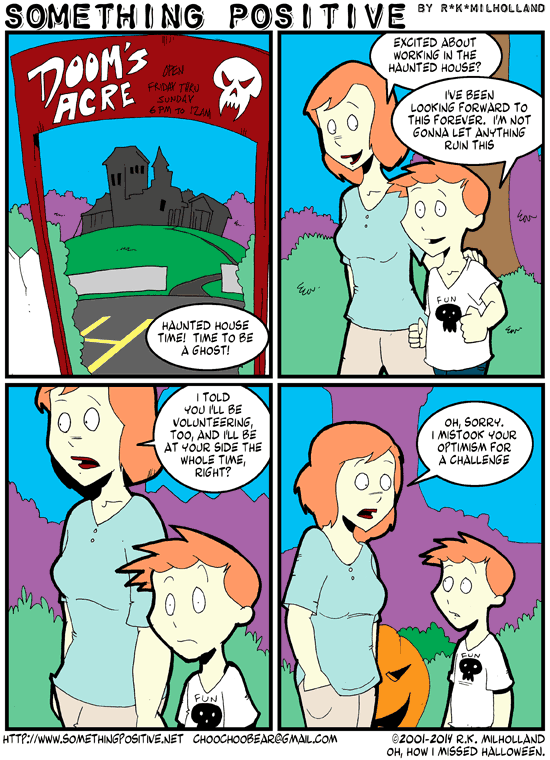 SOMETHING POSITIVE BY R*K*MILHOLLAND
DOOM'S
ACRE
OPEN
FRIDAY THRU
SUNDAY
6 PM TO 12AM
HAUNTED HOUSE
TIME! TIME TO BE
A GHOST!
EXCITED ABOUT
WORKING IN THE
HAUNTED HOUSE?
I'VE BEEN
LOOKING FORWARD TO
THIS FOREVER. I'M NOT
GONNA LET ANYTHING
RUIN THIS
FUN
I TOLD
YOU I'LL BE
VOLUNTEERING,
TOO, AND I'LL BE
AT YOUR SIDE THE
WHOLE TIME,
RIGHT?
FUN
OH, SORRY.
I MISTOOK YOUR
OPTIMISM FOR
A CHALLENGE
FUN
HTTP://WWW.SOMETHINGPOSITIVE.NET CHOOCHOOBEAR@GMAIL.COM ©2001-2014 R.K. MILHOLLAND
OH, HOW I MISSED HALLOWEEN.